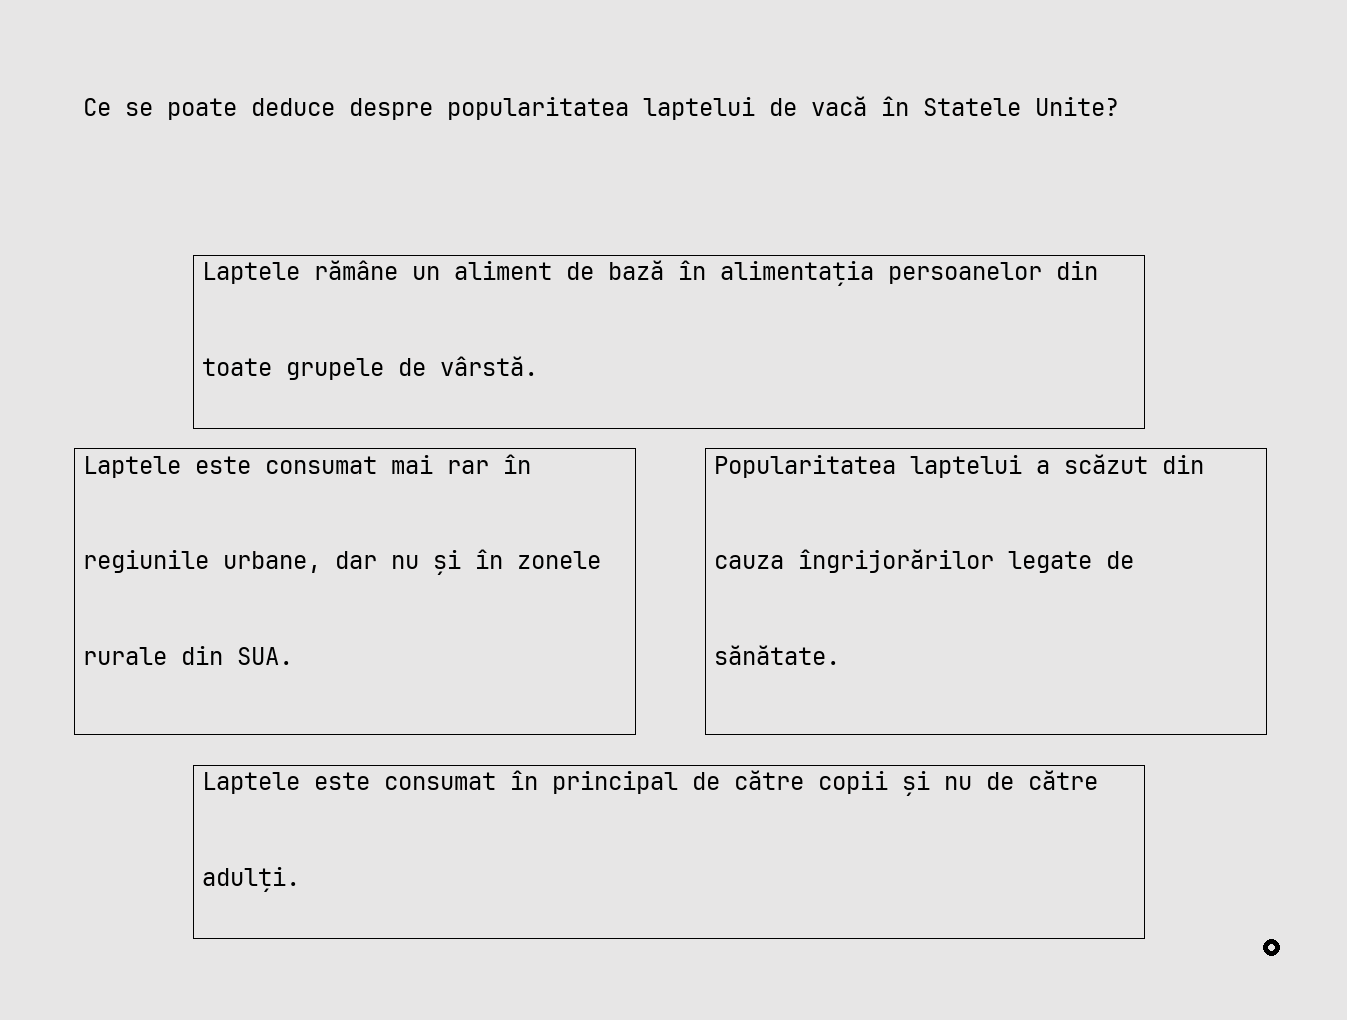 Ce se poate deduce despre popularitatea laptelui de vacă în Statele Unite?
Laptele rămâne un aliment de bază în alimentația persoanelor din
toate grupele de vârstă.
Laptele este consumat mai rar în
regiunile urbane, dar nu și în zonele
rurale din SUA.
Popularitatea laptelui a scăzut din
cauza îngrijorărilor legate de
sănătate.
Laptele este consumat în principal de către copii și nu de către
adulți.